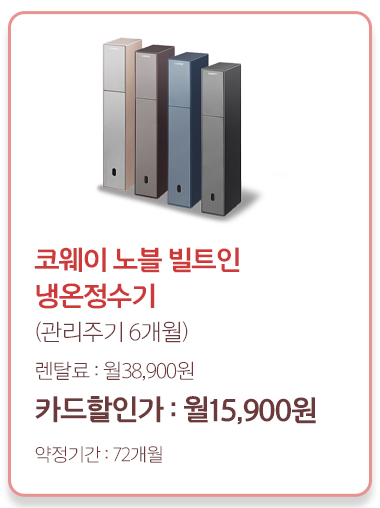 코웨이 노블 빌트인
냉온정수기
(관리주기 6개월)
렌탈료 : 월38,900원
카드할인가 : 월15,900원
약정기간 : 72개월